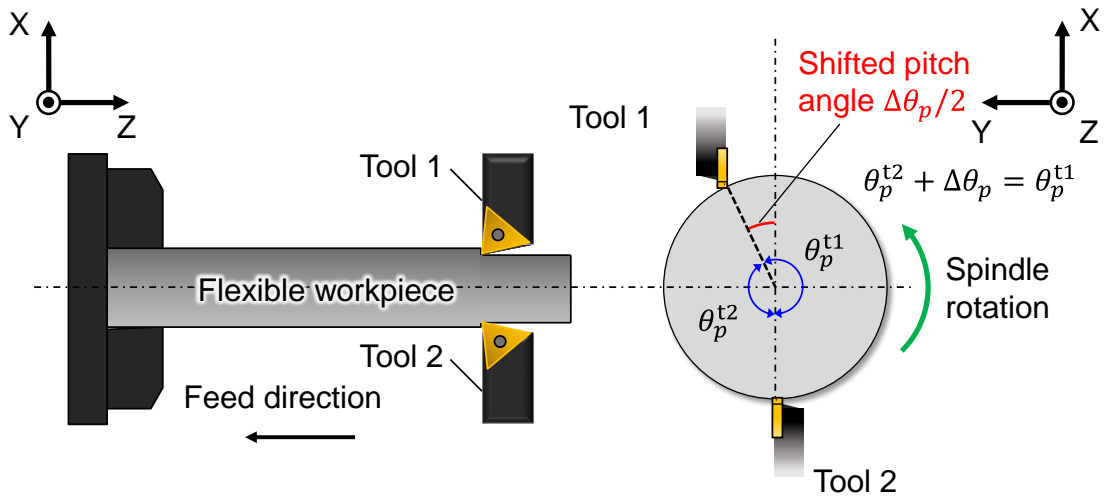 X
Y
Z
Tool 1
Flexible workpiece
Tool 2
Feed direction
Shifted pitch
angle Δθ_p/2
Tool 1
X
Y
Z
θ_p^{t2} + Δθ_p = θ_p^{t1}
θ_p^{t1}
θ_p^{t2}
Spindle
rotation
Tool 2